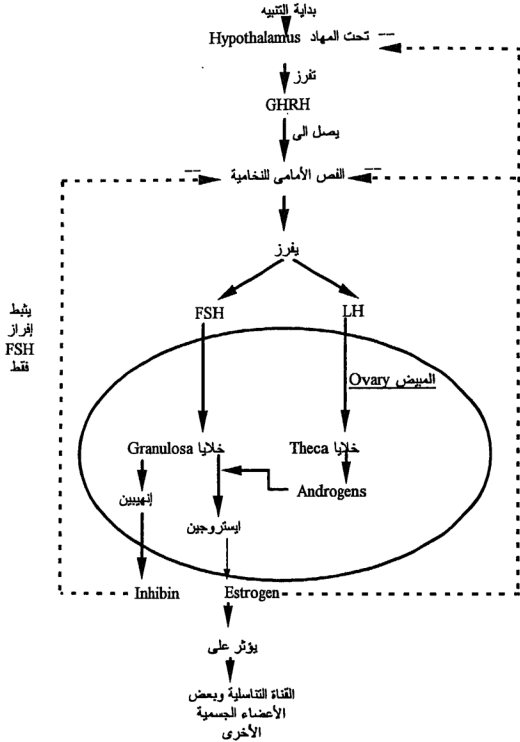 بداية التنبيه
تحت المهاد Hypothalamus
تفرز
GHRH
يصل الى
الفص الأمامى للنخامية
يفرز
FSH
LH
يثبط
إفراز
FSH
فقط
المبيض Ovary
خلايا Granulosa
خلايا Theca
Androgens
إنهيبين
ايستروجين
Inhibin
Estrogen
يؤثر على
القناة التناسلية وبعض
الأعضاء الجسمية
الأخرى